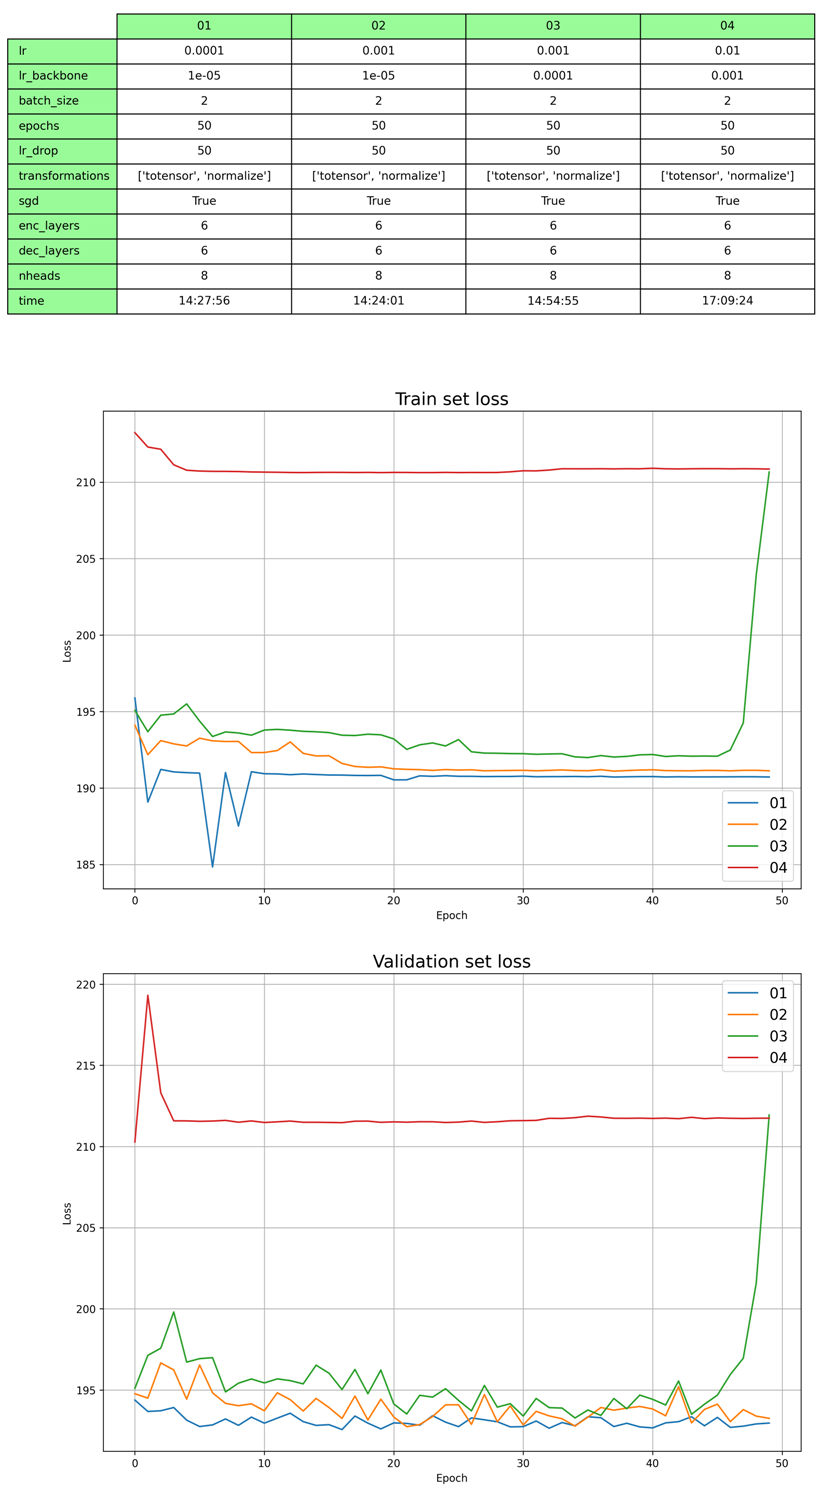 01 02 03 04
lr 0.0001 0.001 0.001 0.01
lr_backbone 1e-05 1e-05 0.0001 0.001
batch_size 2 2 2 2
epochs 50 50 50 50
lr_drop 50 50 50 50
transformations ['totensor', 'normalize'] ['totensor', 'normalize'] ['totensor', 'normalize'] ['totensor', 'normalize']
sgd True True True True
enc_layers 6 6 6 6
dec_layers 6 6 6 6
nheads 8 8 8 8
time 14:27:56 14:24:01 14:54:55 17:09:24
Train set loss
210
205
200
195
190
185
Loss
01
02
03
04
0 10 20 30 40 50
Epoch
Validation set loss
220
215
210
205
200
195
Loss
01
02
03
04
0 10 20 30 40 50
Epoch